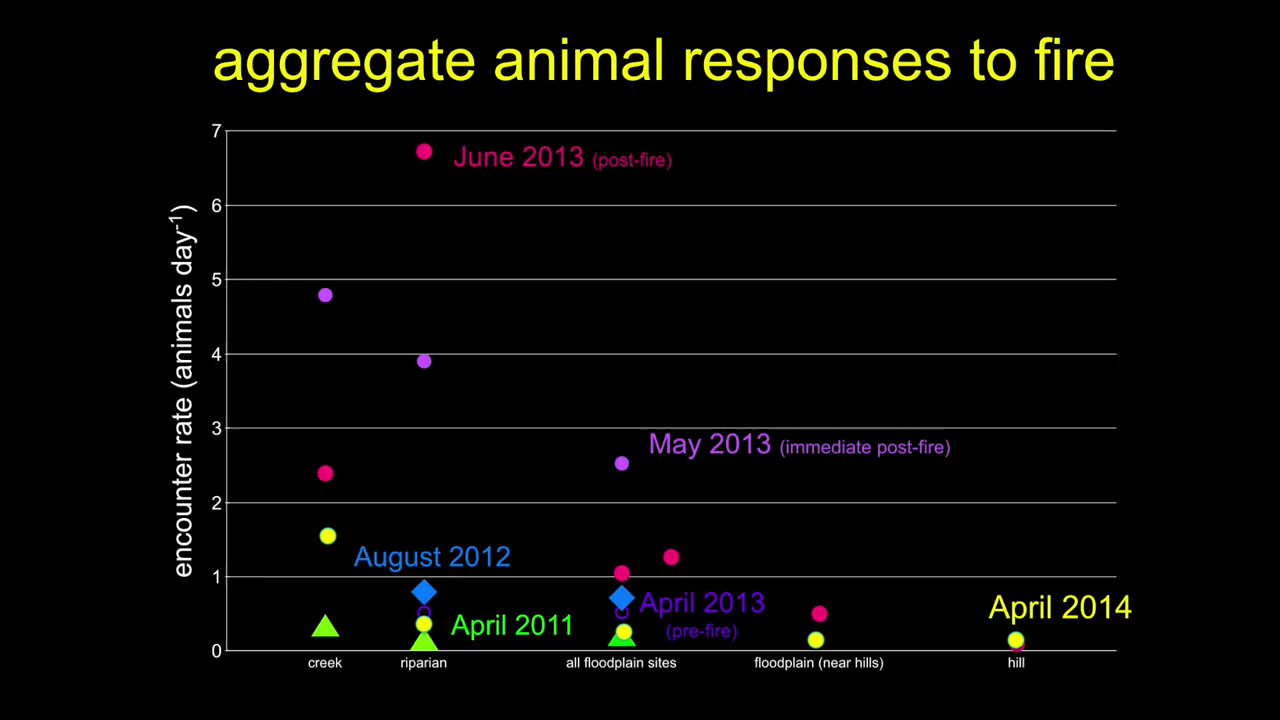 aggregate animal responses to fire
7
6
5
4
3
2
1
0
encounter rate (animals day-1)
June 2013 (post-fire)
May 2013 (immediate post-fire)
August 2012
April 2013
(pre-fire)
April 2014
April 2011
creek
riparian
all floodplain sites
floodplain (near hills)
hill